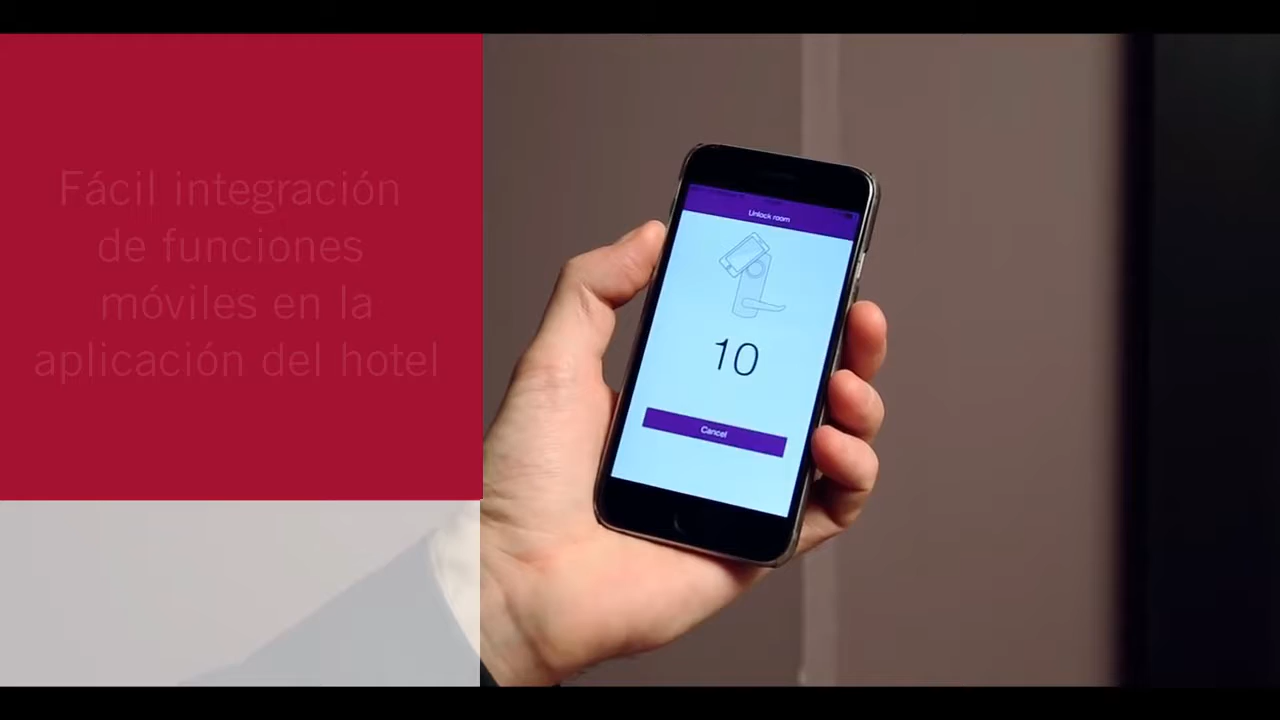 Fácil integración
de funciones
móviles en la
aplicación del hotel
Unlock room
10
Cancel